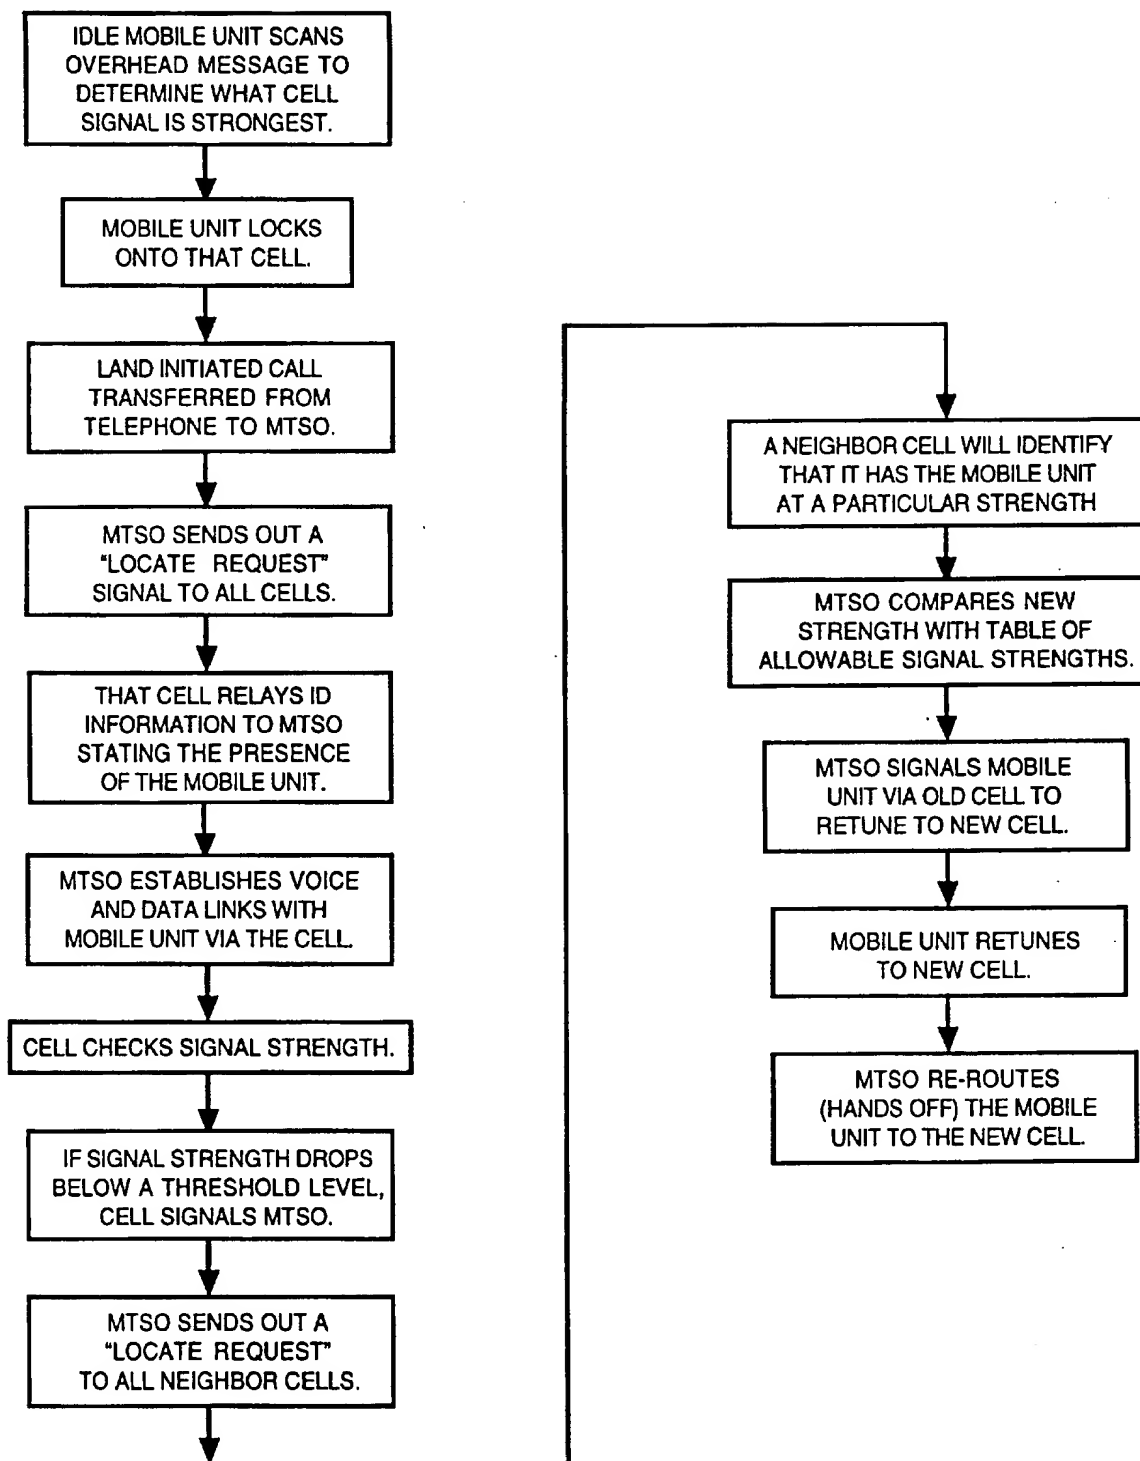 IDLE MOBILE UNIT SCANS
OVERHEAD MESSAGE TO
DETERMINE WHAT CELL
SIGNAL IS STRONGEST.
MOBILE UNIT LOCKS
ONTO THAT CELL.
LAND INITIATED CALL
TRANSFERRED FROM
TELEPHONE TO MTSO.
MTSO SENDS OUT A
"LOCATE REQUEST"
SIGNAL TO ALL CELLS.
THAT CELL RELAYS ID
INFORMATION TO MTSO
STATING THE PRESENCE
OF THE MOBILE UNIT.
MTSO ESTABLISHES VOICE
AND DATA LINKS WITH
MOBILE UNIT VIA THE CELL.
CELL CHECKS SIGNAL STRENGTH.
IF SIGNAL STRENGTH DROPS
BELOW A THRESHOLD LEVEL,
CELL SIGNALS MTSO.
MTSO SENDS OUT A
"LOCATE REQUEST"
TO ALL NEIGHBOR CELLS.
A NEIGHBOR CELL WILL IDENTIFY
THAT IT HAS THE MOBILE UNIT
AT A PARTICULAR STRENGTH
MTSO COMPARES NEW
STRENGTH WITH TABLE OF
ALLOWABLE SIGNAL STRENGTHS.
MTSO SIGNALS MOBILE
UNIT VIA OLD CELL TO
RETUNE TO NEW CELL.
MOBILE UNIT RETUNES
TO NEW CELL.
MTSO RE-ROUTES
(HANDS OFF) THE MOBILE
UNIT TO THE NEW CELL.